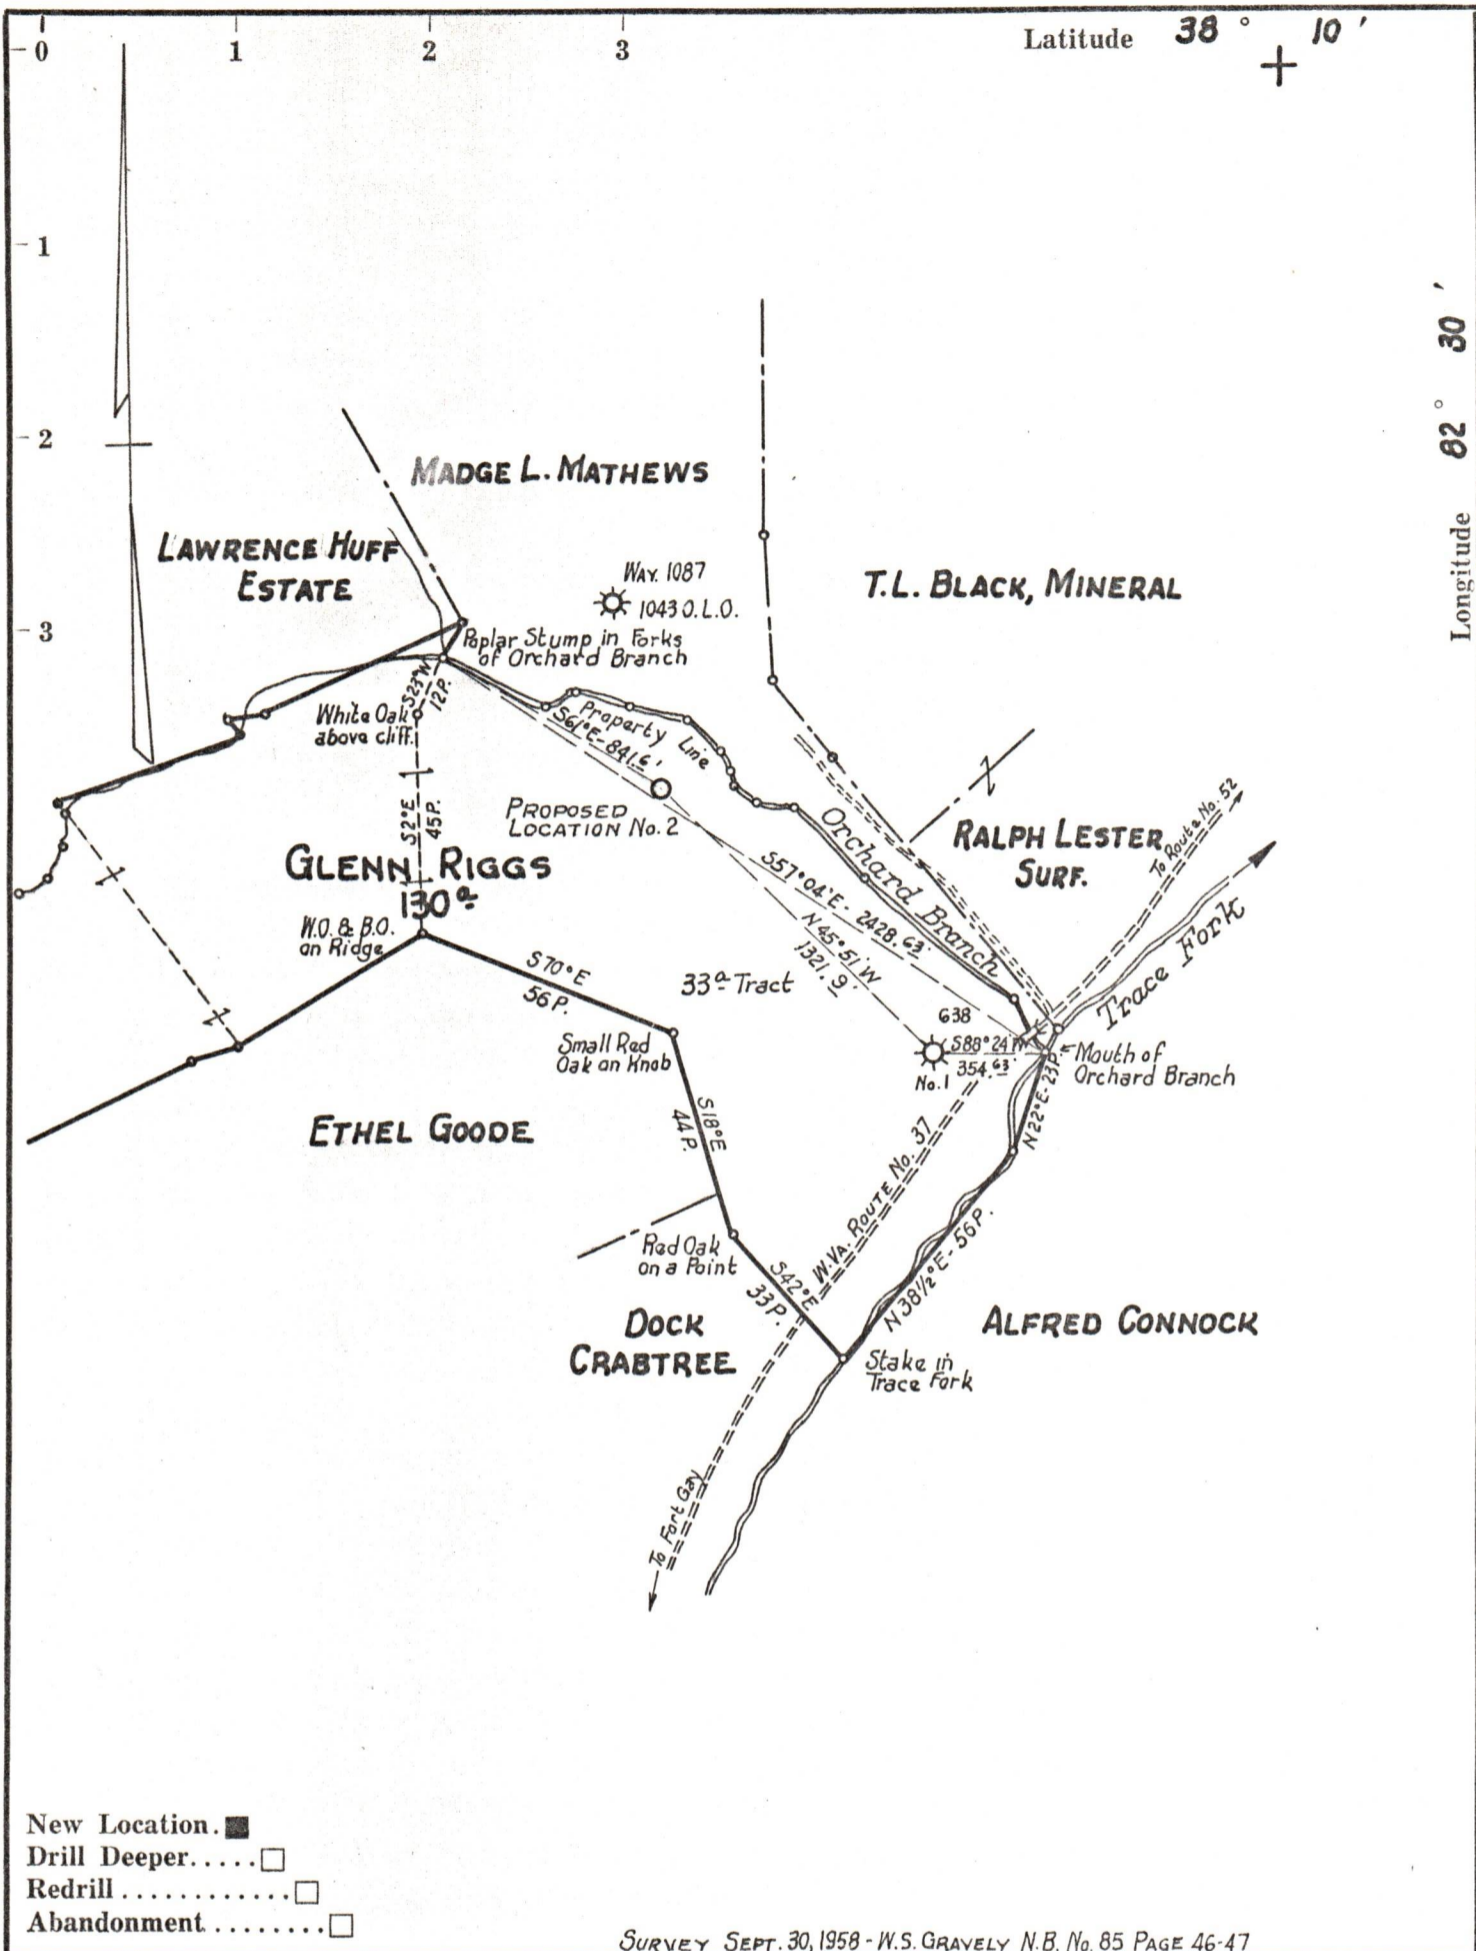 0 1 2 3
Latitude 38° 10'
1
2
3
Longitude 82° 30'
MADGE L. MATHEWS
LAWRENCE HUFF
ESTATE
WAY. 1087
1043 O.L.O.
T.L. BLACK, MINERAL
Poplar Stump in Forks
of Orchard Branch
S23°W
12P.
White Oak
above cliff.
Property Line
S61°E-841.6'
PROPOSED
LOCATION No. 2
S2°E
45P.
GLENN RIGGS
130a
Orchard Branch
RALPH LESTER
SURF.
To Route No. 52
Trace Fork
S57°04'E - 2428.63'
N45°51'W
1321.9'
W.O. & B.O.
on Ridge
S70°E
56P.
33a Tract
638
S88°24'W
354.63'
No. 1
Mouth of
Orchard Branch
Small Red
Oak on Knob
N22°E-23P.
S18°E
44P.
ETHEL GOODE
W.VA. ROUTE No. 37
Red Oak
on a Point
S42°E
33P.
N38½°E-56P.
DOCK
CRABTREE
ALFRED CONNOCK
Stake in
Trace Fork
To Fort Gay
New Location. ■
Drill Deeper..... □
Redrill ............ □
Abandonment ......... □
SURVEY SEPT. 30, 1958 - W.S. GRAVELY N.B. No. 85 PAGE 46-47